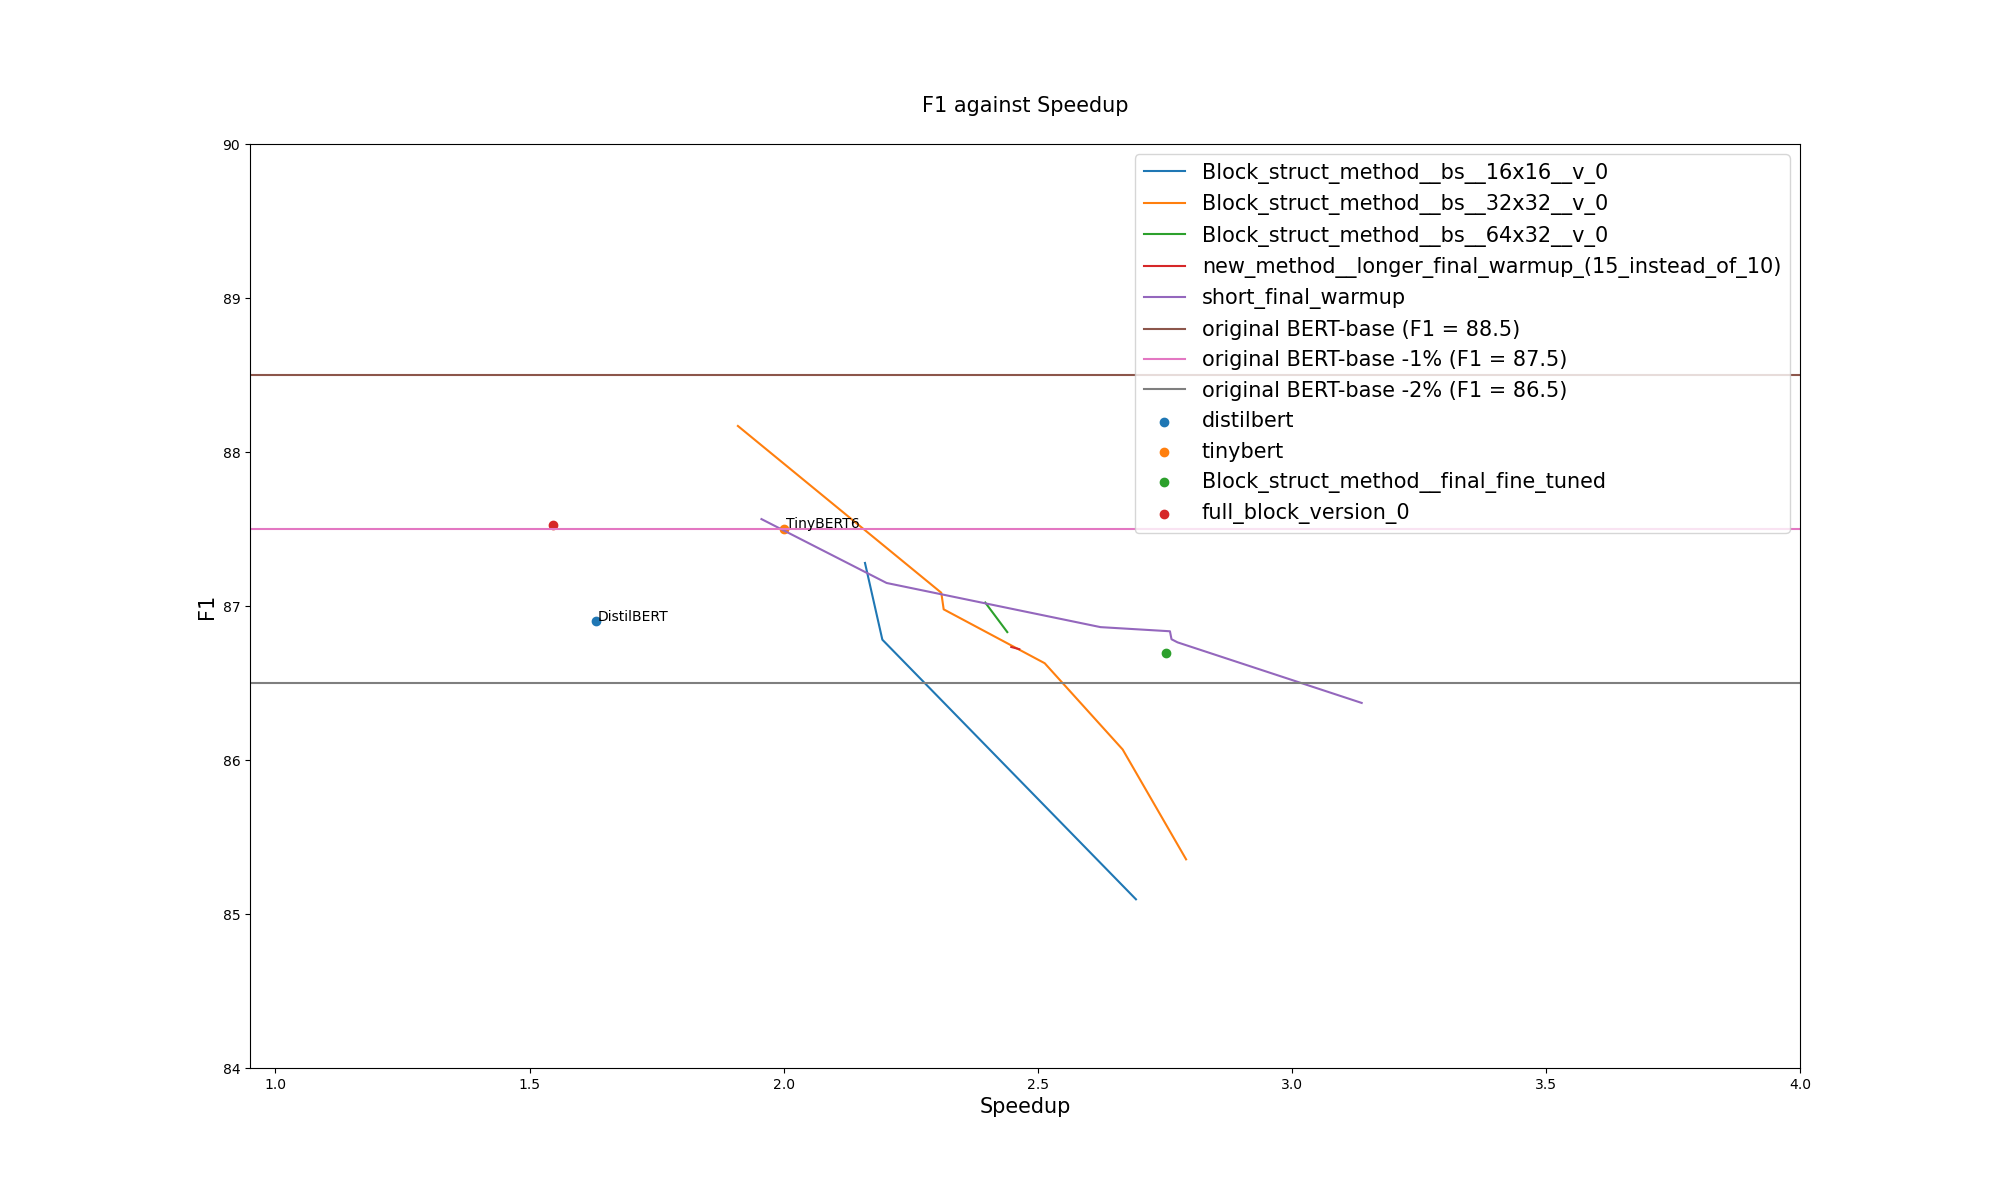 F1 against Speedup
90
89
88
87
86
85
84
F1
Block_struct_method__bs__16x16__v_0
Block_struct_method__bs__32x32__v_0
Block_struct_method__bs__64x32__v_0
new_method__longer_final_warmup_(15_instead_of_10)
short_final_warmup
original BERT-base (F1 = 88.5)
original BERT-base -1% (F1 = 87.5)
original BERT-base -2% (F1 = 86.5)
distilbert
tinybert
Block_struct_method__final_fine_tuned
full_block_version_0
TinyBERT6
DistilBERT
1.0 1.5 2.0 2.5 3.0 3.5 4.0
Speedup